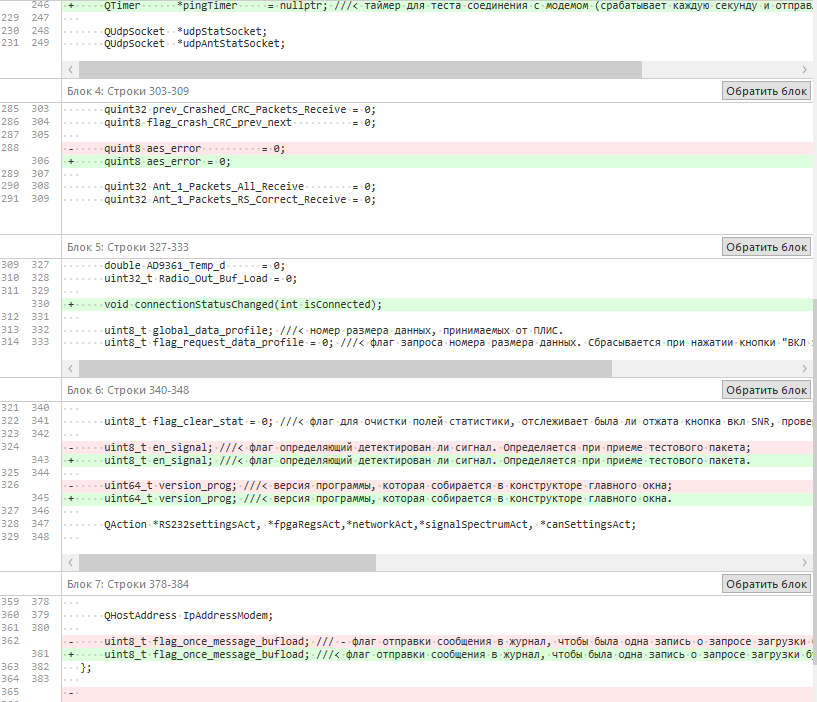 246 + QTimer *pingTimer = nullptr; ///< таймер для теста соединения с модемом (срабатывает каждую секунду и отправл
229 247
230 248 QUdpSocket *udpStatSocket;
231 249 QUdpSocket *udpAntStatSocket;
Блок 4: Строки 303-309
Обратить блок
285 303 quint32 prev_Crashed_CRC_Packets_Receive = 0;
286 304 quint8 flag_crash_CRC_prev_next = 0;
287 305
288 - quint8 aes_error = 0;
306 + quint8 aes_error = 0;
289 307
290 308 quint32 Ant_1_Packets_All_Receive = 0;
291 309 quint32 Ant_1_Packets_RS_Correct_Receive = 0;
Блок 5: Строки 327-333
Обратить блок
309 327 double AD9361_Temp_d = 0;
310 328 uint32_t Radio_Out_Buf_Load = 0;
311 329
330 + void connectionStatusChanged(int isConnected);
312 331
313 332 uint8_t global_data_profile; ///< номер размера данных, принимаемых от ПЛИС.
314 333 uint8_t flag_request_data_profile = 0; ///< флаг запроса номера размера данных. Сбрасывается при нажатии кнопки "ВКЛ
Блок 6: Строки 340-348
Обратить блок
321 340
322 341 uint8_t flag_clear_stat = 0; ///< флаг для очистки полей статистики, отслеживает была ли отжата кнопка вкл SNR, прове
323 342
324 - uint8_t en_signal; ///< флаг определяющий детектирован ли сигнал. Определяется при приеме тестового пакета;
343 + uint8_t en_signal; ///< флаг определяющий детектирован ли сигнал. Определяется при приеме тестового пакета.
325 344
326 - uint64_t version_prog; ///< версия программы, которая собирается в конструкторе главного окна;
345 + uint64_t version_prog; ///< версия программы, которая собирается в конструкторе главного окна.
327 346
328 347 QAction *RS232settingsAct, *fpgaRegsAct,*networkAct,*signalSpectrumAct, *canSettingsAct;
329 348
Блок 7: Строки 378-384
Обратить блок
359 378
360 379 QHostAddress IpAddressModem;
361 380
362 - uint8_t flag_once_message_bufload; /// - флаг отправки сообщения в журнал, чтобы была одна запись о запросе загрузки
381 + uint8_t flag_once_message_bufload; ///< флаг отправки сообщения в журнал, чтобы была одна запись о запросе загрузки
363 382 };
364 383
365 -